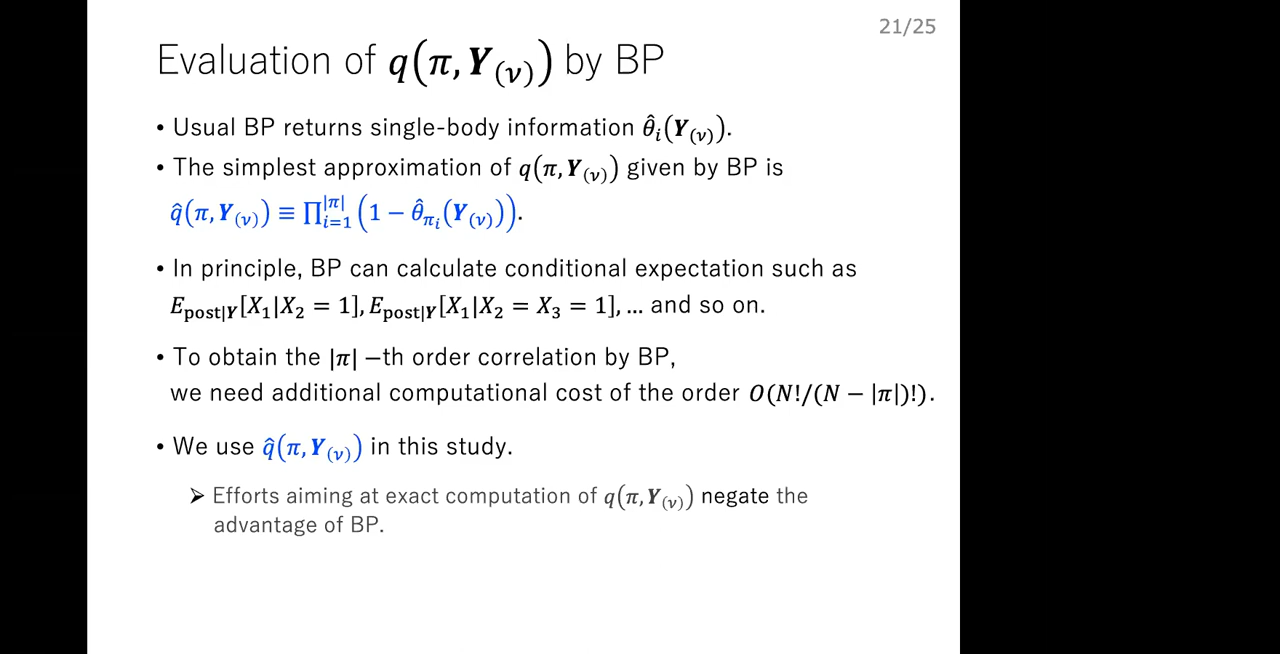 21/25
Evaluation of q(π, Y(ν)) by BP
• Usual BP returns single-body information θ̂i(Y(ν)).
• The simplest approximation of q(π, Y(ν)) given by BP is
q̂(π, Y(ν)) ≡ ∏|π|i=1 (1 − θ̂πi(Y(ν))).
• In principle, BP can calculate conditional expectation such as
Epost|Y[X1|X2 = 1], Epost|Y[X1|X2 = X3 = 1], … and so on.
• To obtain the |π| −th order correlation by BP,
we need additional computational cost of the order O(N!/(N − |π|)!).
• We use q̂(π, Y(ν)) in this study.
➢ Efforts aiming at exact computation of q(π, Y(ν)) negate the
advantage of BP.